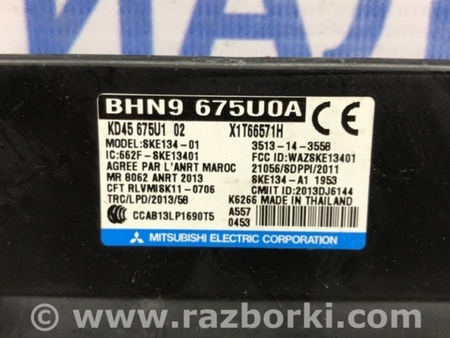 BHN9 675U0A CE
KD45 675U1 02 X1T66571H
MODEL:SKE134-01 3513-14-3558
IC:662F-SKE13401 FCC ID:WAZSKE13401
AGREE PAR L'ANRT MAROC 21056/SDPPI/2011
MR 8062 ANRT 2013 SKE134-A1 1953
CFT RLVMISK11-0706 CMIIT ID:2013DJ6144
TRC/LPD/2013/58 K6266 MADE IN THAILAND
CCAB13LP1690T5 A557
0453
MITSUBISHI ELECTRIC CORPORATION
© www.razborki.com